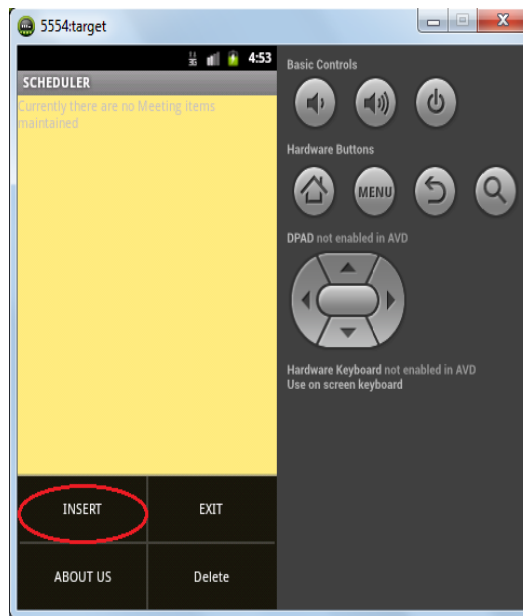 5554:target
3G 4:53
SCHEDULER
Currently there are no Meeting items
maintained
INSERT EXIT
ABOUT US Delete
Basic Controls
Hardware Buttons
MENU
DPAD not enabled in AVD
Hardware Keyboard not enabled in AVD
Use on screen keyboard